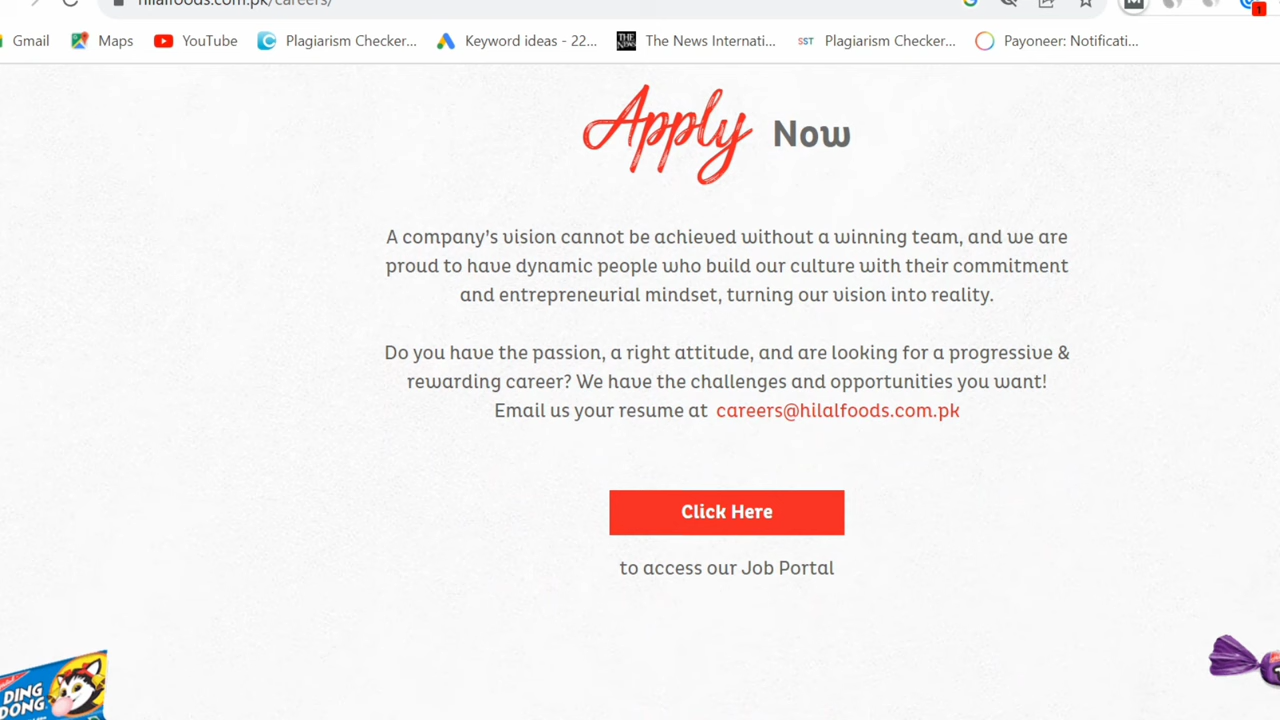 hilalfoods.com.pk/careers/
Gmail Maps YouTube Plagiarism Checker... Keyword ideas - 22... THE NEWS The News Internati... SST Plagiarism Checker... Payoneer: Notificati...
1
Apply Now
A company's vision cannot be achieved without a winning team, and we are
proud to have dynamic people who build our culture with their commitment
and entrepreneurial mindset, turning our vision into reality.
Do you have the passion, a right attitude, and are looking for a progressive &
rewarding career? We have the challenges and opportunities you want!
Email us your resume at careers@hilalfoods.com.pk
Click Here
to access our Job Portal
DING
DONG